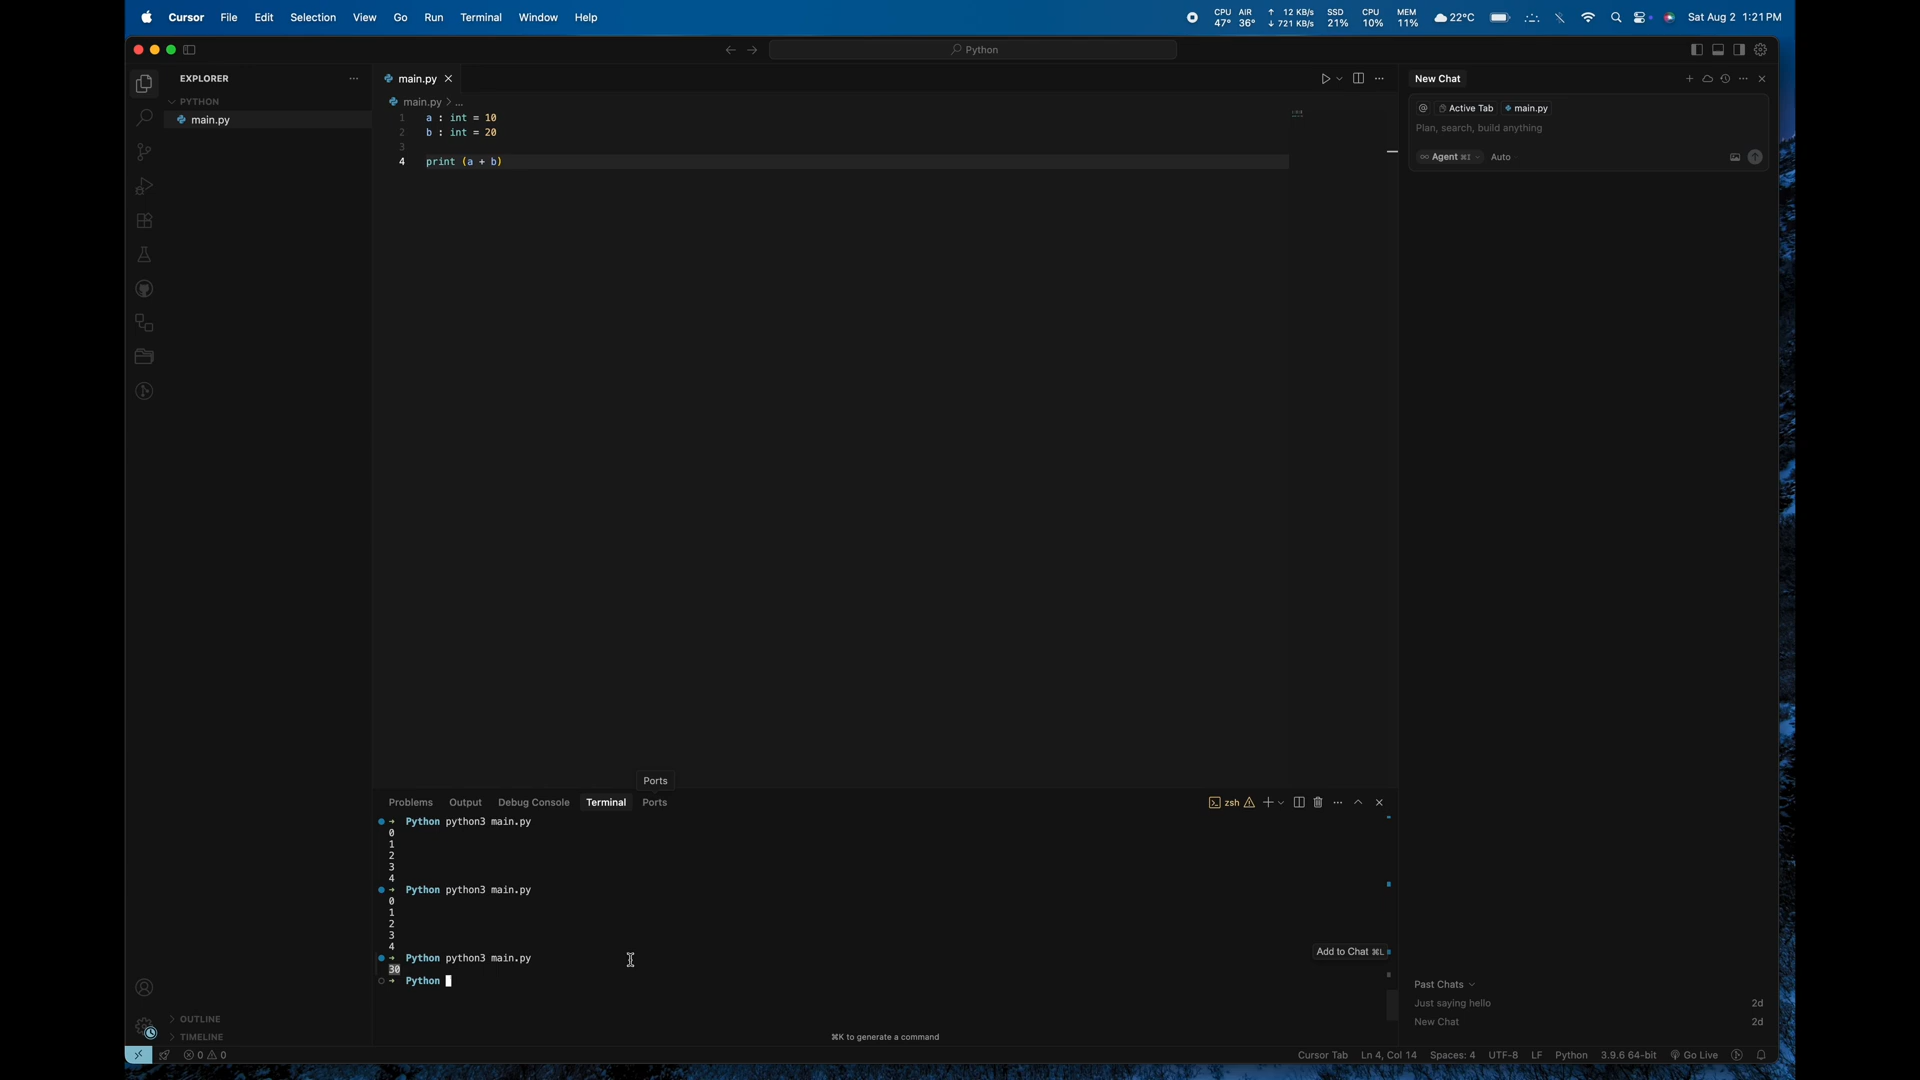 Cursor File Edit Selection View Go Run Terminal Window Help
CPU AIR ↑ 12 KB/s SSD CPU MEM
47° 36° ↓ 721 KB/s 21% 10% 11% 22°C Sat Aug 2 1:21 PM
Python
EXPLORER ...
PYTHON
main.py
OUTLINE
TIMELINE
main.py
main.py > ...
1 a : int = 10
2 b : int = 20
3
4 print (a + b)
Ports
Problems Output Debug Console Terminal Ports
zsh
→ Python python3 main.py
0
1
2
3
4
→ Python python3 main.py
0
1
2
3
4
→ Python python3 main.py
30
→ Python
Add to Chat ⌘L
⌘K to generate a command
New Chat
@ Active Tab main.py
Plan, search, build anything
∞ Agent ⌘I Auto
Past Chats
Just saying hello 2d
New Chat 2d
0 0
Cursor Tab Ln 4, Col 14 Spaces: 4 UTF-8 LF Python 3.9.6 64-bit Go Live